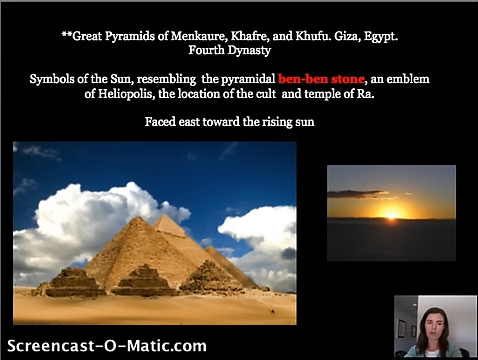 **Great Pyramids of Menkaure, Khafre, and Khufu. Giza, Egypt.
Fourth Dynasty
Symbols of the Sun, resembling the pyramidal ben-ben stone, an emblem
of Heliopolis, the location of the cult and temple of Ra.
Faced east toward the rising sun
Screencast-O-Matic.com